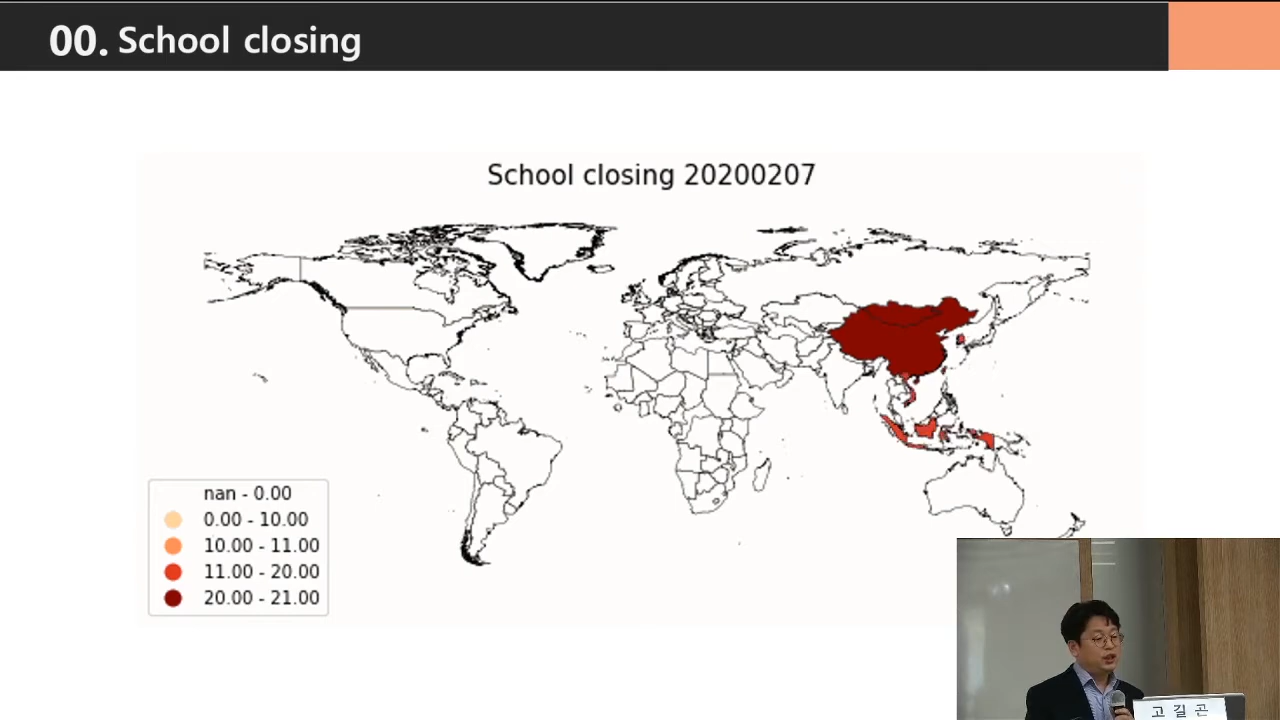 00. School closing
School closing 20200207
nan - 0.00
0.00 - 10.00
10.00 - 11.00
11.00 - 20.00
20.00 - 21.00
고 길 곤